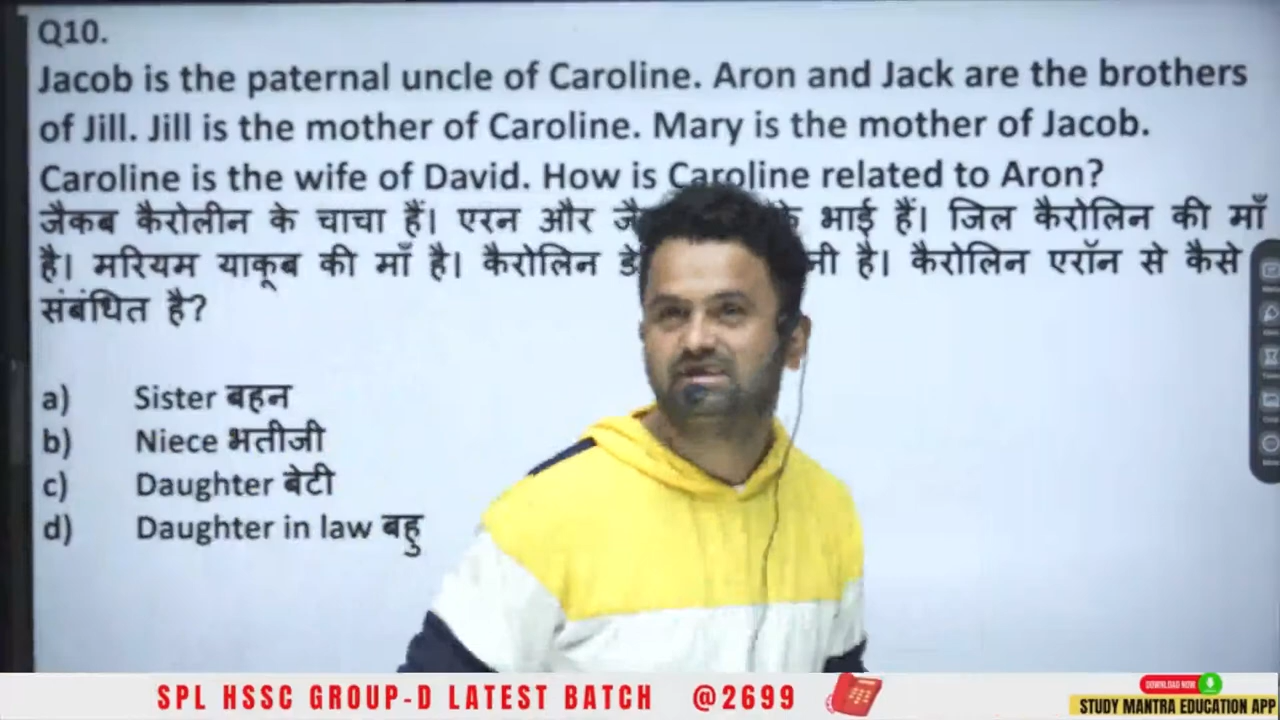 Q10.
Jacob is the paternal uncle of Caroline. Aron and Jack are the brothers
of Jill. Jill is the mother of Caroline. Mary is the mother of Jacob.
Caroline is the wife of David. How is Caroline related to Aron?
जैकब कैरोलीन के चाचा हैं। एरन और भाई हैं। जिल कैरोलिन की माँ
है। मरियम याकूब की माँ है। कैरोलिन है। कैरोलिन एरॉन से कैसे
संबंधित है?
a) Sister बहन
b) Niece भतीजी
c) Daughter बेटी
d) Daughter in law बहु
SPL HSSC GROUP-D LATEST BATCH @2699
DOWNLOAD NOW
STUDY MANTRA EDUCATION APP